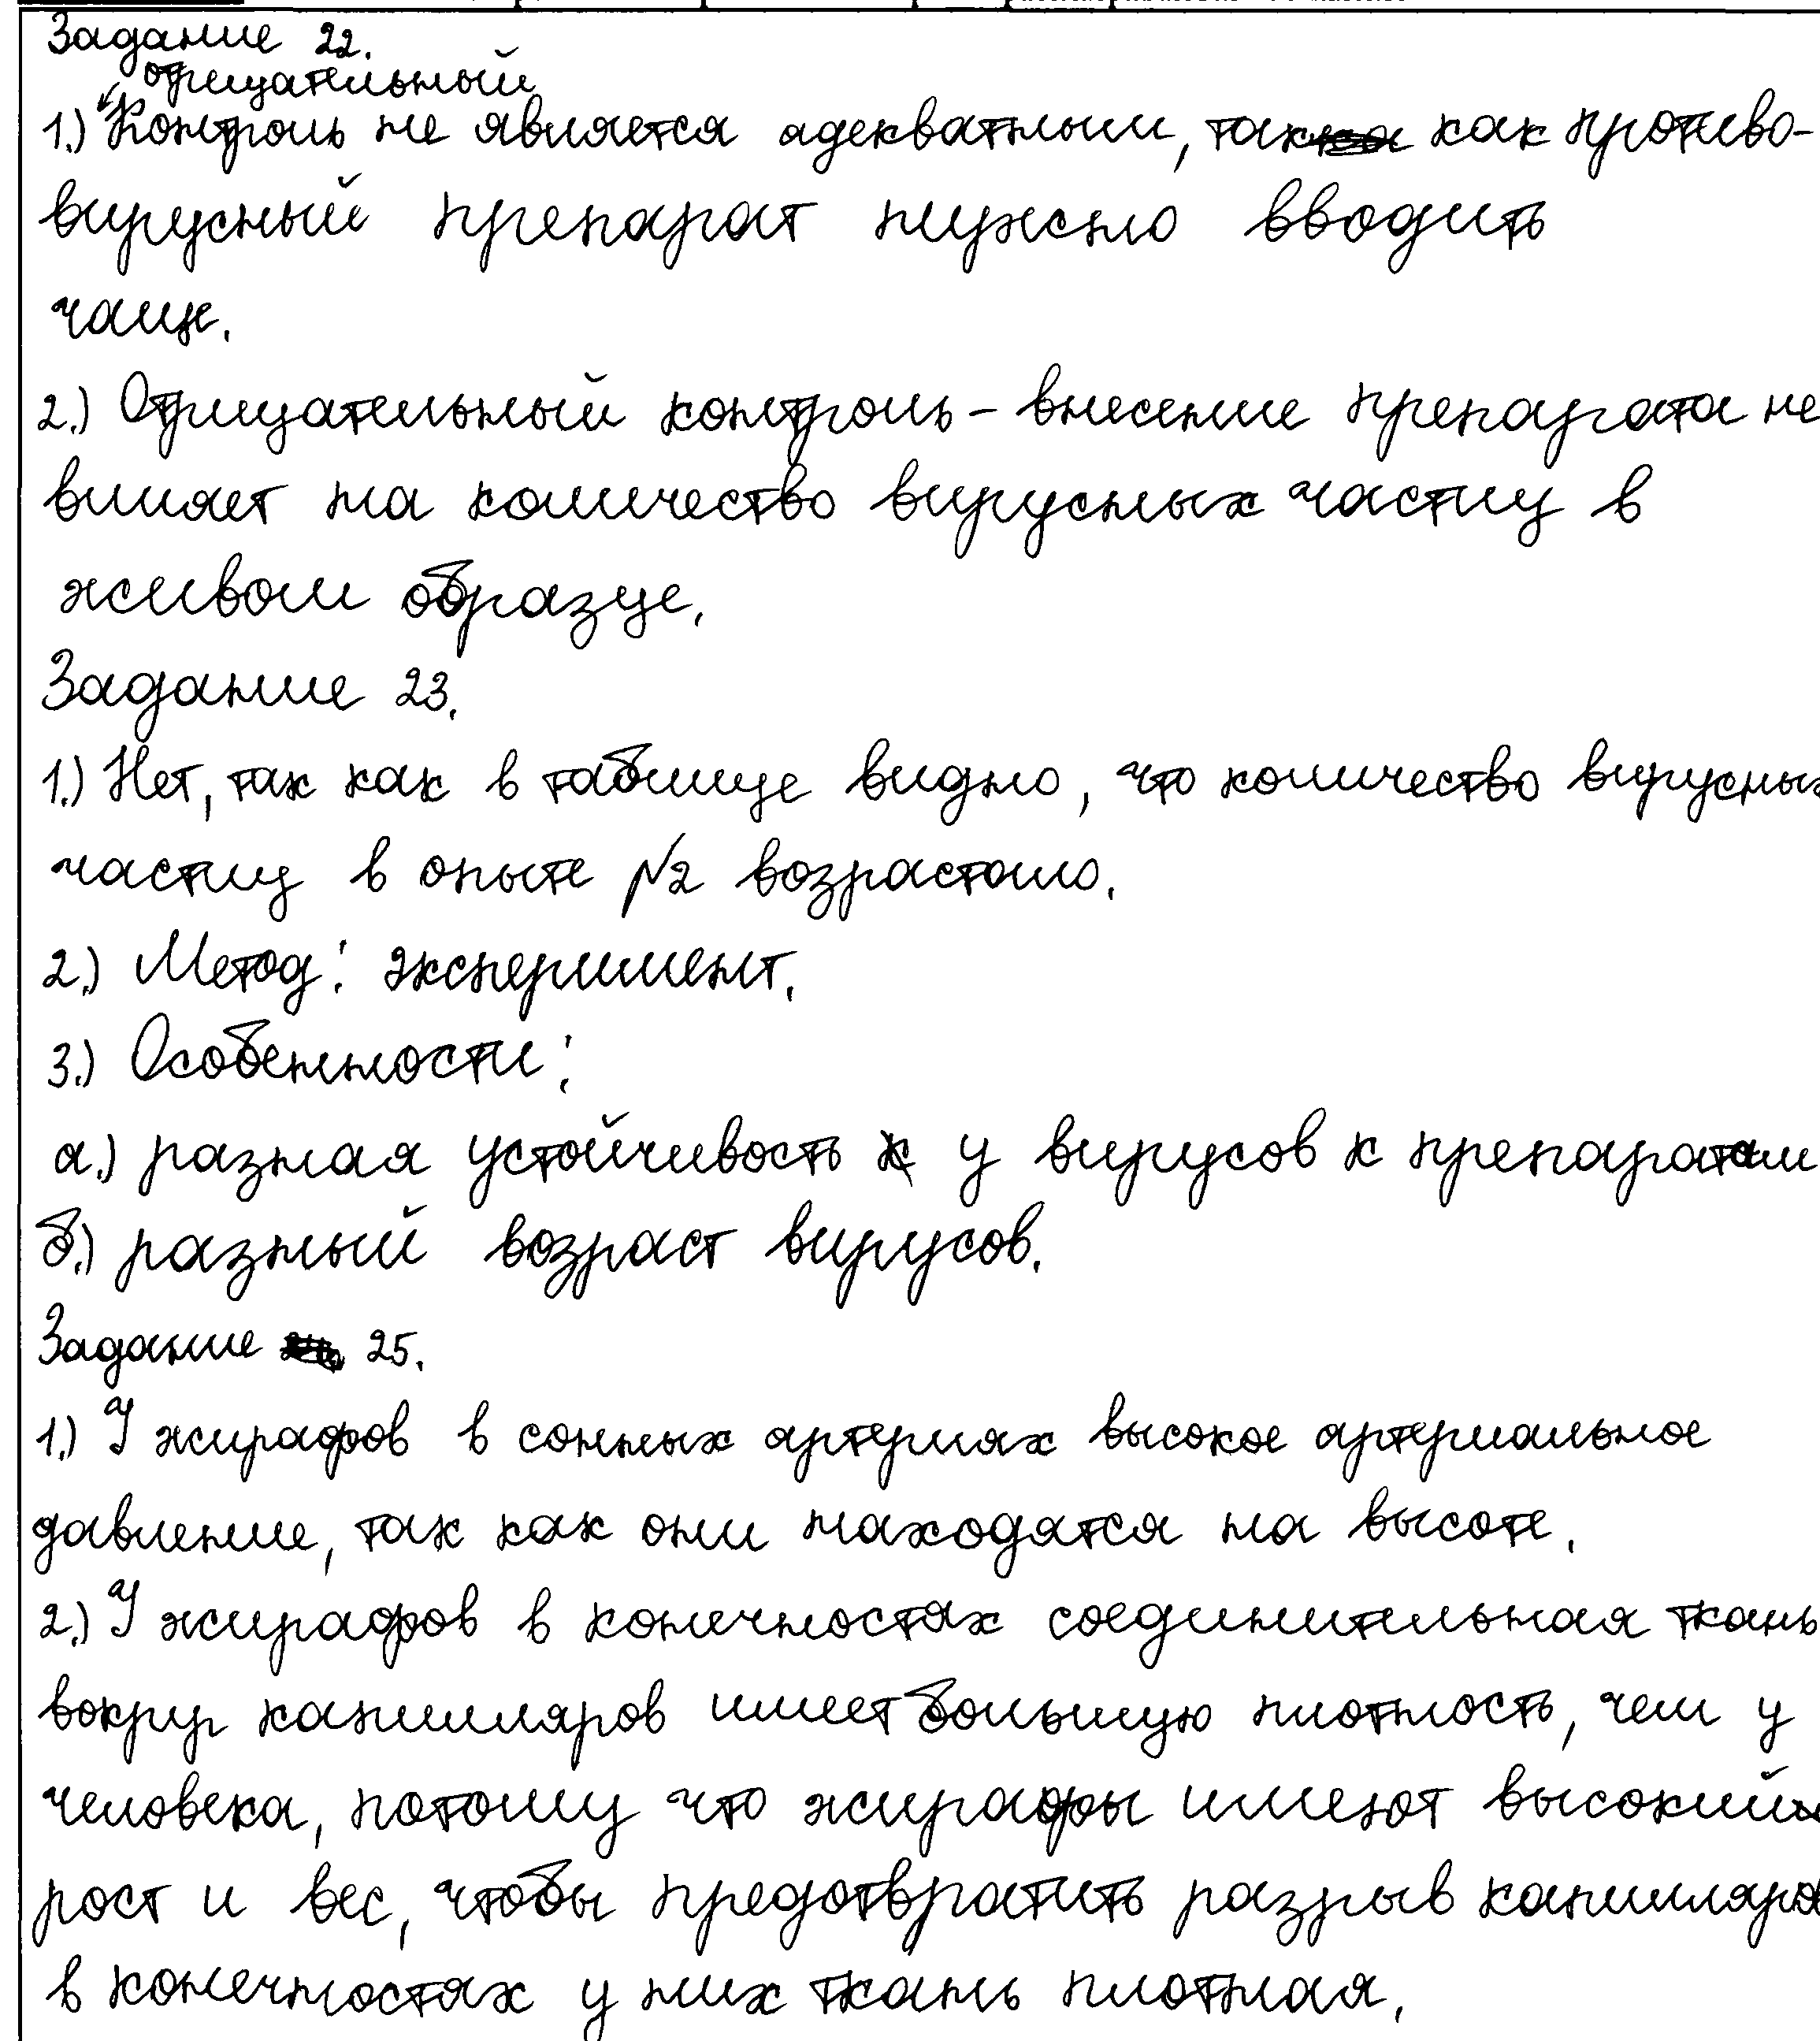 Задание 22.
отрицательный
1.) Контроль не является адекватным, так как противо-
вирусный препарат нужно вводить
чаще.
2.) Отрицательный контроль – внесение препарата не
влияет на количество вирусных частиц в
живом образце.
Задание 23.
1.) Нет, так как в таблице видно, что количество вирусных
частиц в опыте №2 возрастало.
2.) Метод: эксперимент.
3.) Особенности:
а.) разная устойчивость у вирусов к препаратам
б.) разный возраст вирусов.
Задание 25.
1.) У жирафов в сонных артериях высокое артериальное
давление, так как они находятся на высоте.
2.) У жирафов в конечностях соединительная ткань
вокруг капилляров имеет большую плотность, чем у
человека, потому что жирафы имеют высокий
рост и вес, чтобы предотвратить разрыв капилляров
в конечностях у них ткань плотная.